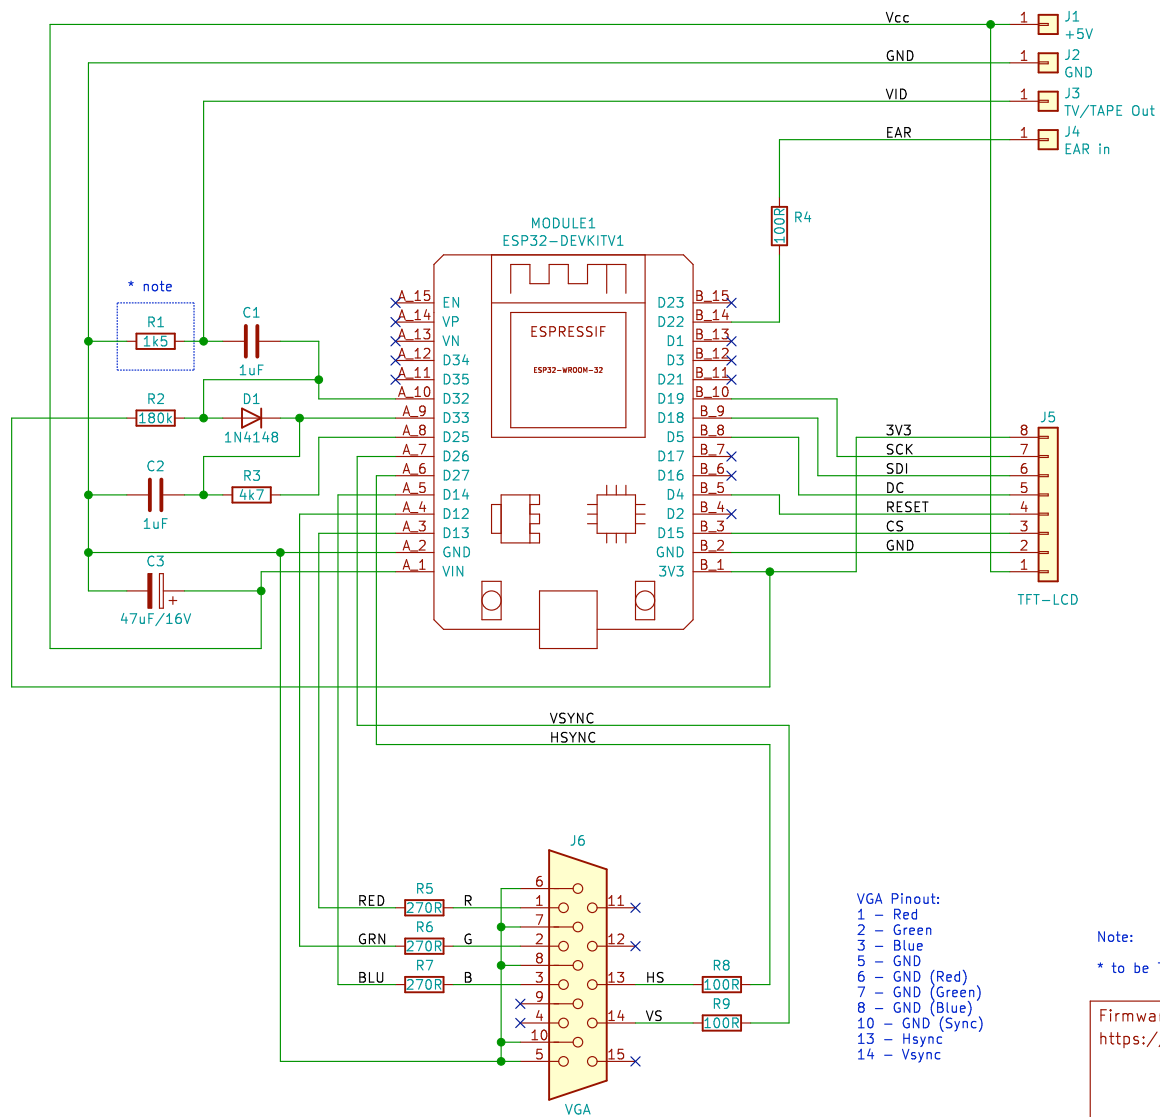 Vcc
1
J1
+5V
GND
1
J2
GND
VID
1
J3
TV/TAPE Out
EAR
1
J4
EAR in
100R
R4
MODULE1
ESP32-DEVKITV1
* note
R1
1k5
C1
1uF
R2
180k
D1
1N4148
C2
1uF
R3
4k7
C3
+
47uF/16V
A_15 EN
A_14 VP
A_13 VN
A_12 D34
A_11 D35
A_10 D32
A_9 D33
A_8 D25
A_7 D26
A_6 D27
A_5 D14
A_4 D12
A_3 D13
A_2 GND
A_1 VIN
ESPRESSIF
ESP32-WROOM-32
D23 B_15
D22 B_14
D1 B_13
D3 B_12
D21 B_11
D19 B_10
D18 B_9
D5 B_8
D17 B_7
D16 B_6
D4 B_5
D2 B_4
D15 B_3
GND B_2
3V3 B_1
J5
3V3 8
SCK 7
SDI 6
DC 5
RESET 4
CS 3
GND 2
1
TFT-LCD
VSYNC
HSYNC
J6
RED
R5
270R
R
GRN
R6
270R
G
BLU
R7
270R
B
6
1
7
2
8
3
9
4
10
5
11
12
13
14
15
HS
R8
100R
VS
R9
100R
VGA
VGA Pinout:
1 - Red
2 - Green
3 - Blue
5 - GND
6 - GND (Red)
7 - GND (Green)
8 - GND (Blue)
10 - GND (Sync)
13 - Hsync
14 - Vsync
Note:
* to be
https:/